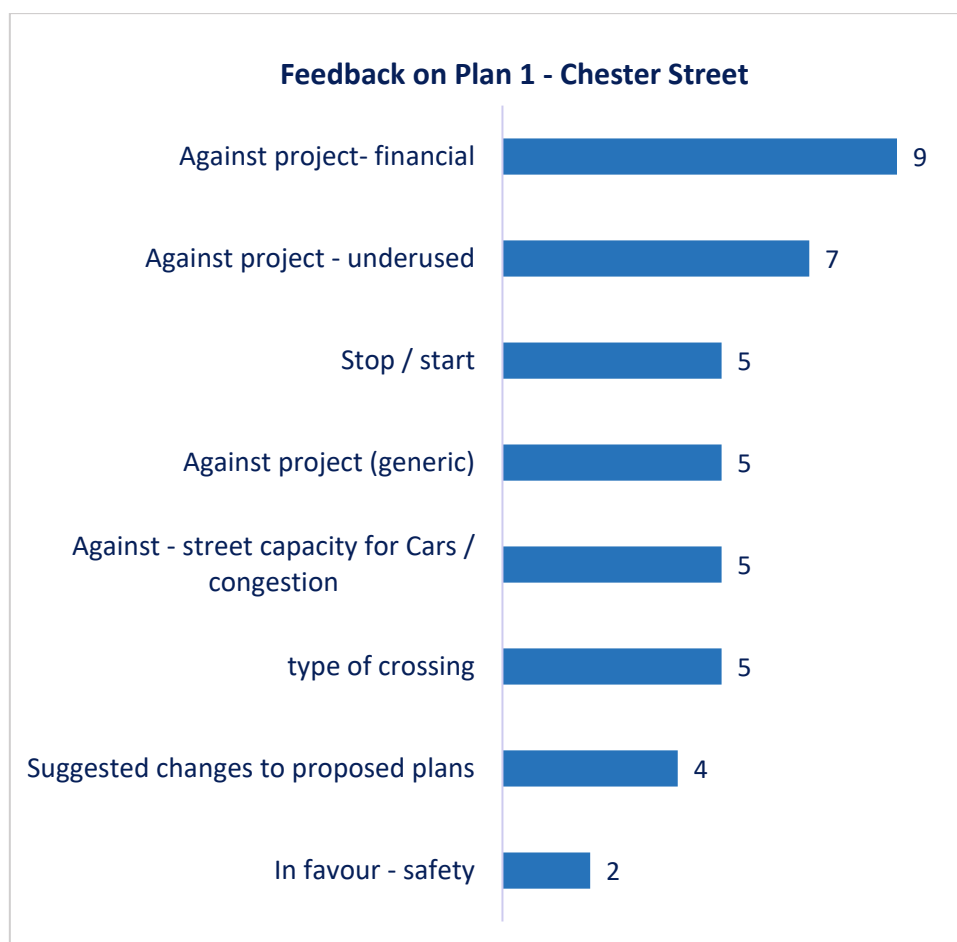 Feedback on Plan 1 - Chester Street
Against project- financial
9
Against project - underused
7
Stop / start
5
Against project (generic)
5
Against - street capacity for Cars /
congestion
5
type of crossing
5
Suggested changes to proposed plans
4
In favour - safety
2